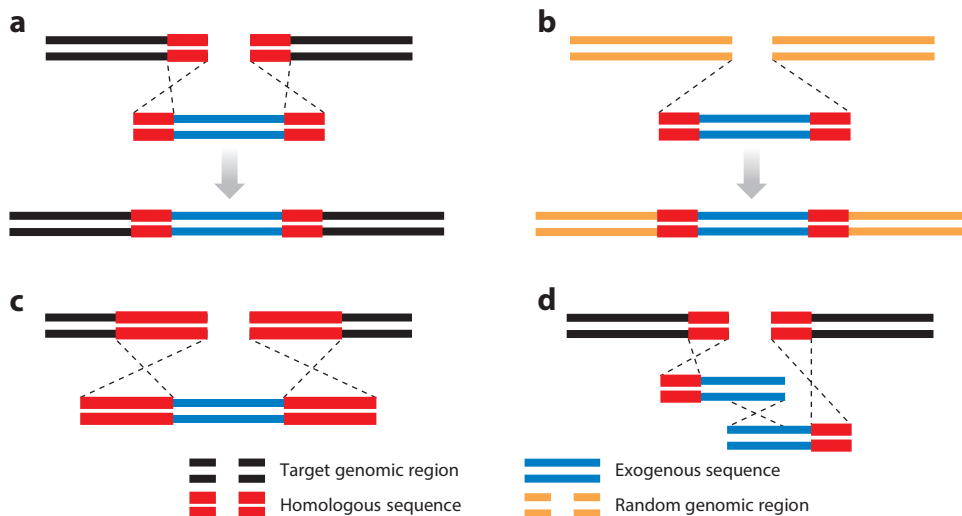 a
b
c
d
Target genomic region
Exogenous sequence
Homologous sequence
Random genomic region